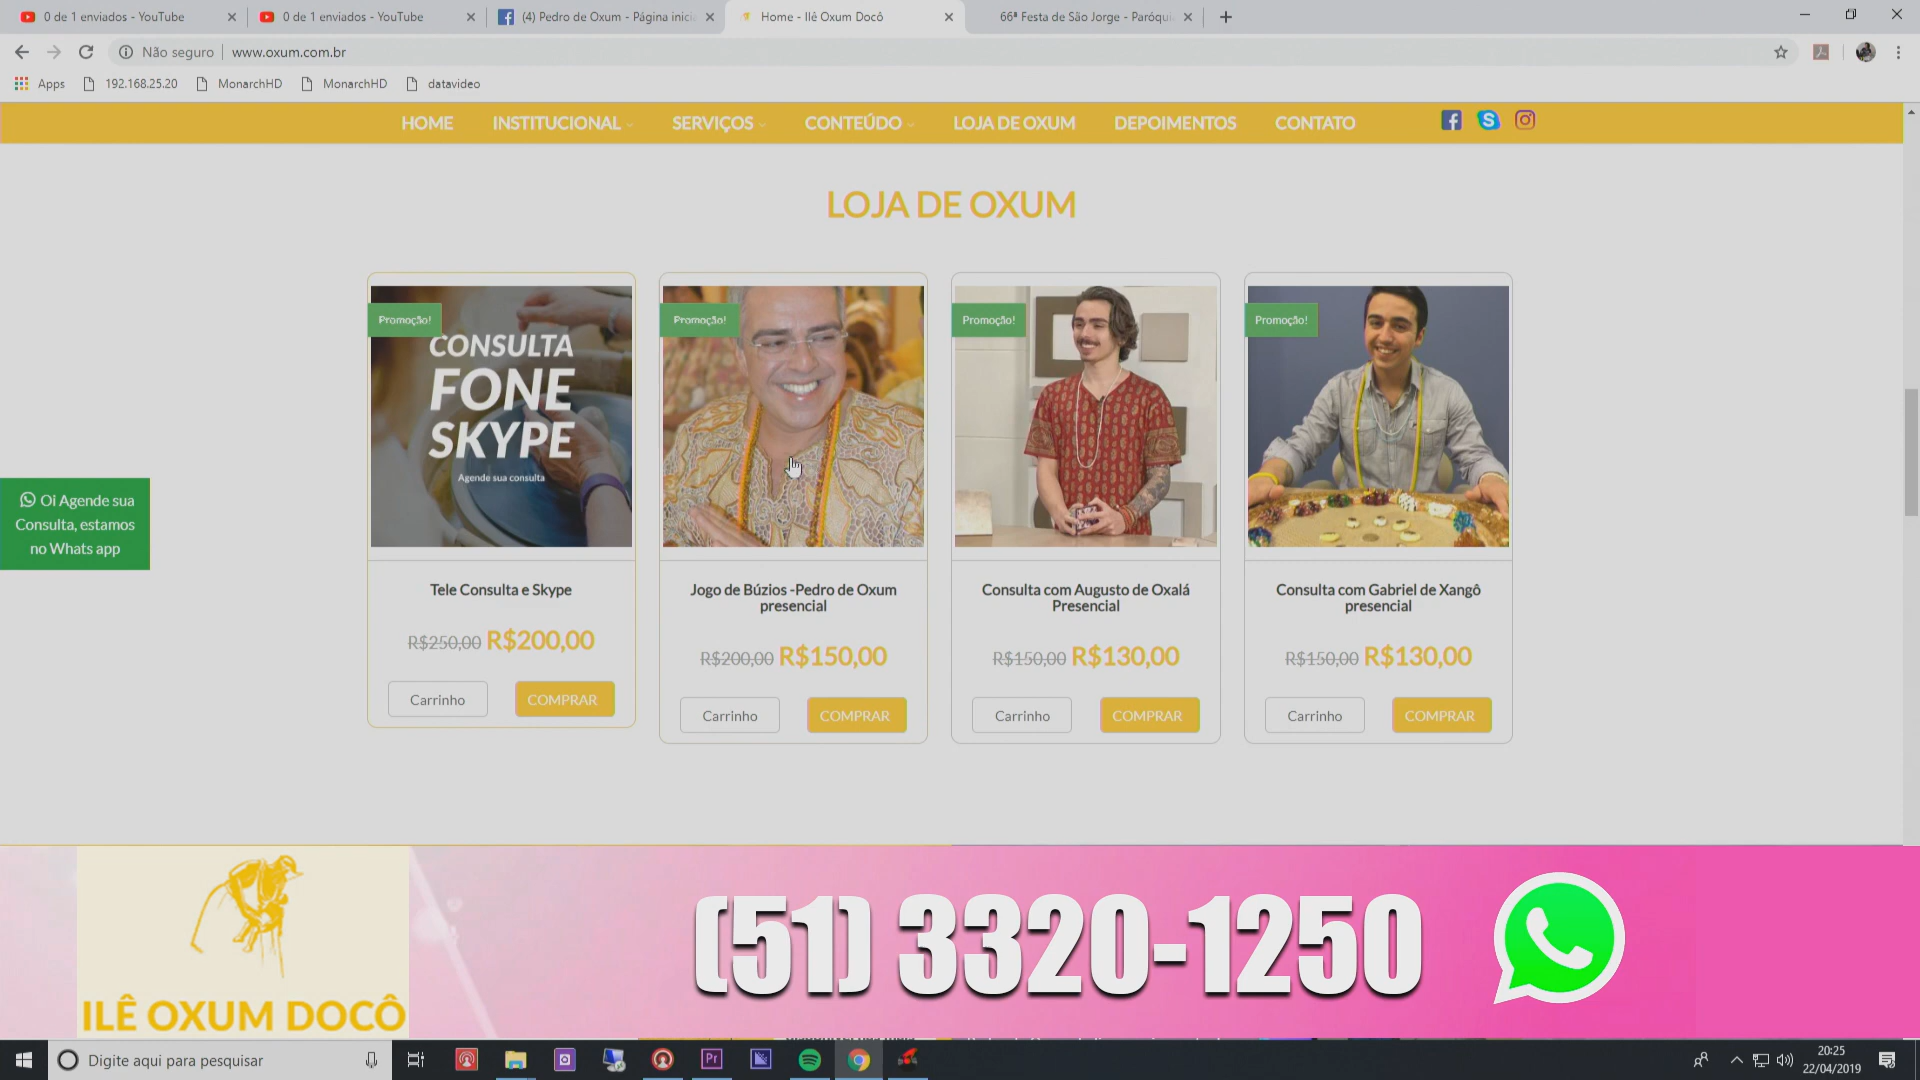 0 de 1 enviados - YouTube
0 de 1 enviados - YouTube
(4) Pedro de Oxum - Página inici
Home - Ilê Oxum Docô
66ª Festa de São Jorge - Paróqui
Não seguro
www.oxum.com.br
Apps
192.168.25.20
MonarchHD
MonarchHD
datavideo
HOME
INSTITUCIONAL
SERVIÇOS
CONTEÚDO
LOJA DE OXUM
DEPOIMENTOS
CONTATO
LOJA DE OXUM
Promoção!
CONSULTA
FONE
SKYPE
Agende sua consulta
Tele Consulta e Skype
R$250,00 R$200,00
Carrinho
COMPRAR
Promoção!
Jogo de Búzios -Pedro de Oxum
presencial
R$200,00 R$150,00
Carrinho
COMPRAR
Promoção!
Consulta com Augusto de Oxalá
Presencial
R$150,00 R$130,00
Carrinho
COMPRAR
Promoção!
Consulta com Gabriel de Xangô
presencial
R$150,00 R$130,00
Carrinho
COMPRAR
Oi Agende sua
Consulta, estamos
no Whats app
ILÊ OXUM DOCÔ
(51) 3320-1250
Digite aqui para pesquisar
Pr
20:25
22/04/2019